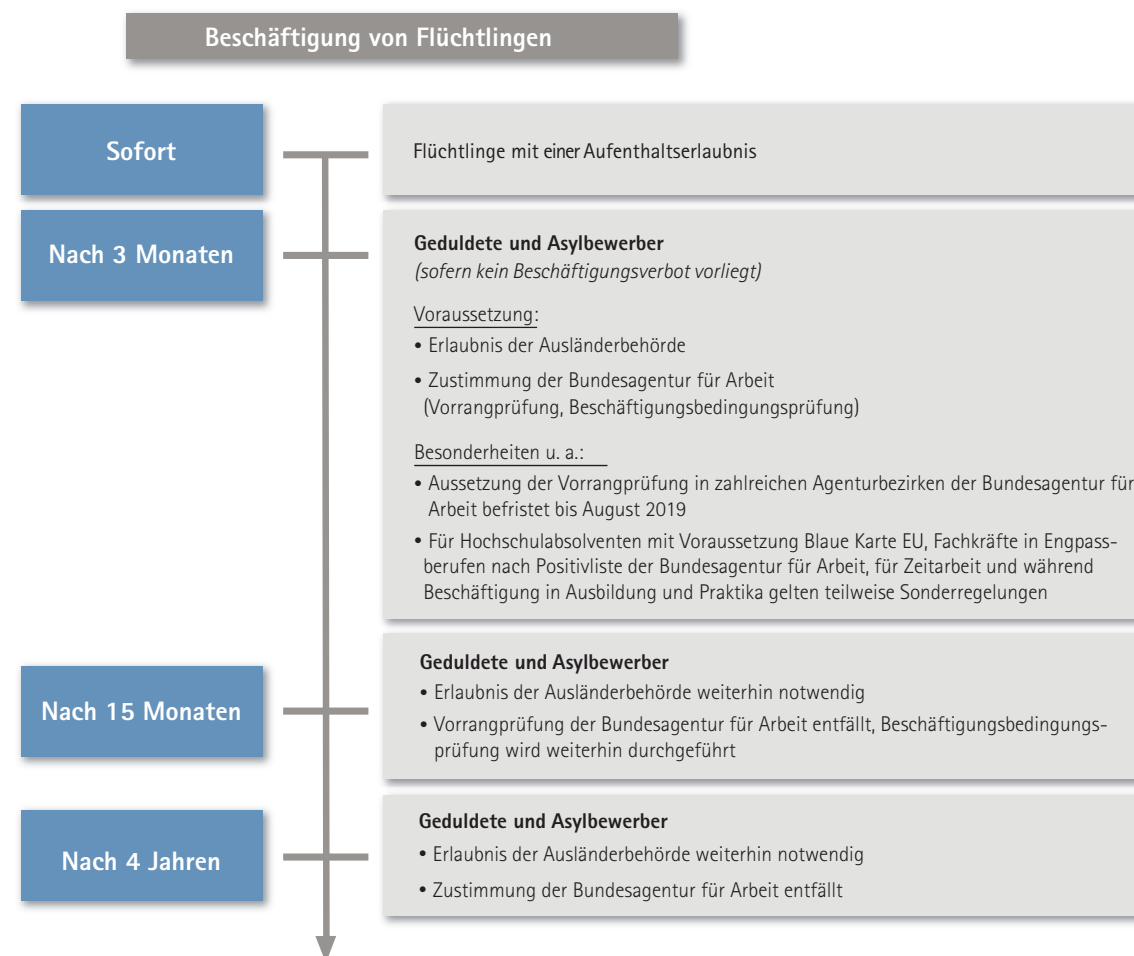 Beschäftigung von Flüchtlingen
Sofort
Flüchtlinge mit einer Aufenthaltserlaubnis
Nach 3 Monaten
Geduldete und Asylbewerber
(sofern kein Beschäftigungsverbot vorliegt)
Voraussetzung:
• Erlaubnis der Ausländerbehörde
• Zustimmung der Bundesagentur für Arbeit
(Vorrangprüfung, Beschäftigungsbedingungsprüfung)
Besonderheiten u. a.:
• Aussetzung der Vorrangprüfung in zahlreichen Agenturbezirken der Bundesagentur für
Arbeit befristet bis August 2019
• Für Hochschulabsolventen mit Voraussetzung Blaue Karte EU, Fachkräfte in Engpass-
berufen nach Positivliste der Bundesagentur für Arbeit, für Zeitarbeit und während
Beschäftigung in Ausbildung und Praktika gelten teilweise Sonderregelungen
Nach 15 Monaten
Geduldete und Asylbewerber
• Erlaubnis der Ausländerbehörde weiterhin notwendig
• Vorrangprüfung der Bundesagentur für Arbeit entfällt, Beschäftigungsbedingungs-
prüfung wird weiterhin durchgeführt
Nach 4 Jahren
Geduldete und Asylbewerber
• Erlaubnis der Ausländerbehörde weiterhin notwendig
• Zustimmung der Bundesagentur für Arbeit entfällt